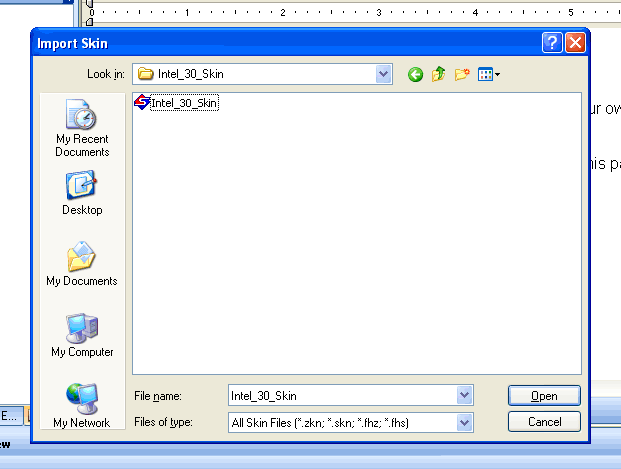 0 1 2 3 4 5
Import Skin
Look in: Intel_30_Skin
Intel_30_Skin
ur ow
his pa
My Recent
Documents
Desktop
My Documents
My Computer
My Network
File name: Intel_30_Skin Open
Files of type: All Skin Files (*.zkn; *.skn; *.fhz; *.fhs) Cancel
E...
ew